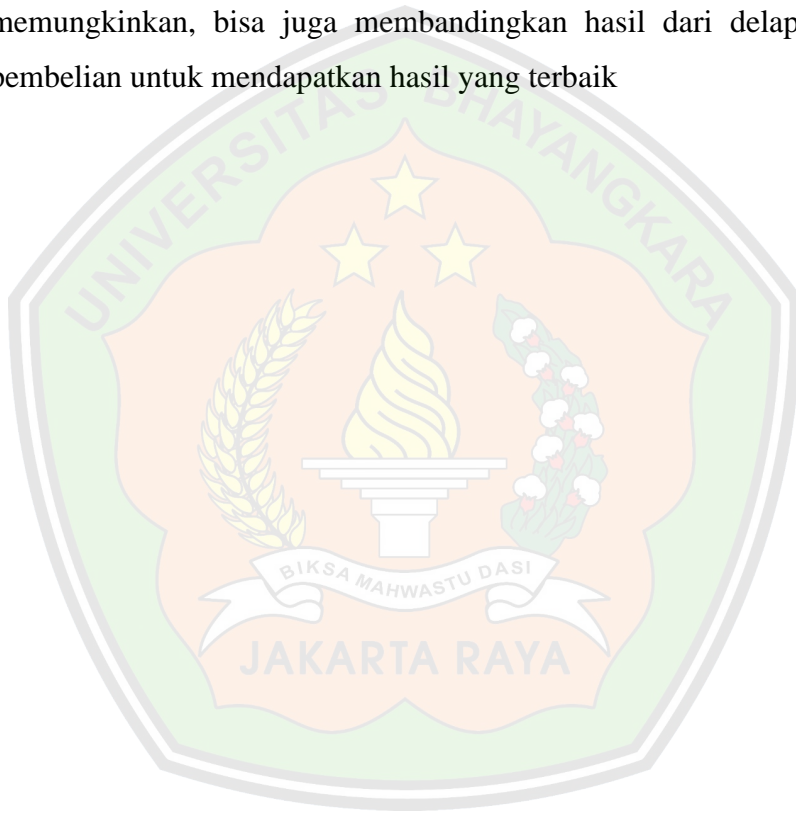 memungkinkan, bisa juga membandingkan hasil dari
pembelian untuk mendapatkan hasil yang terbaik
UNIVERSITAS BHAYANGKARA
BIKSA MAHWASTU DASI
JAKARTA RAYA